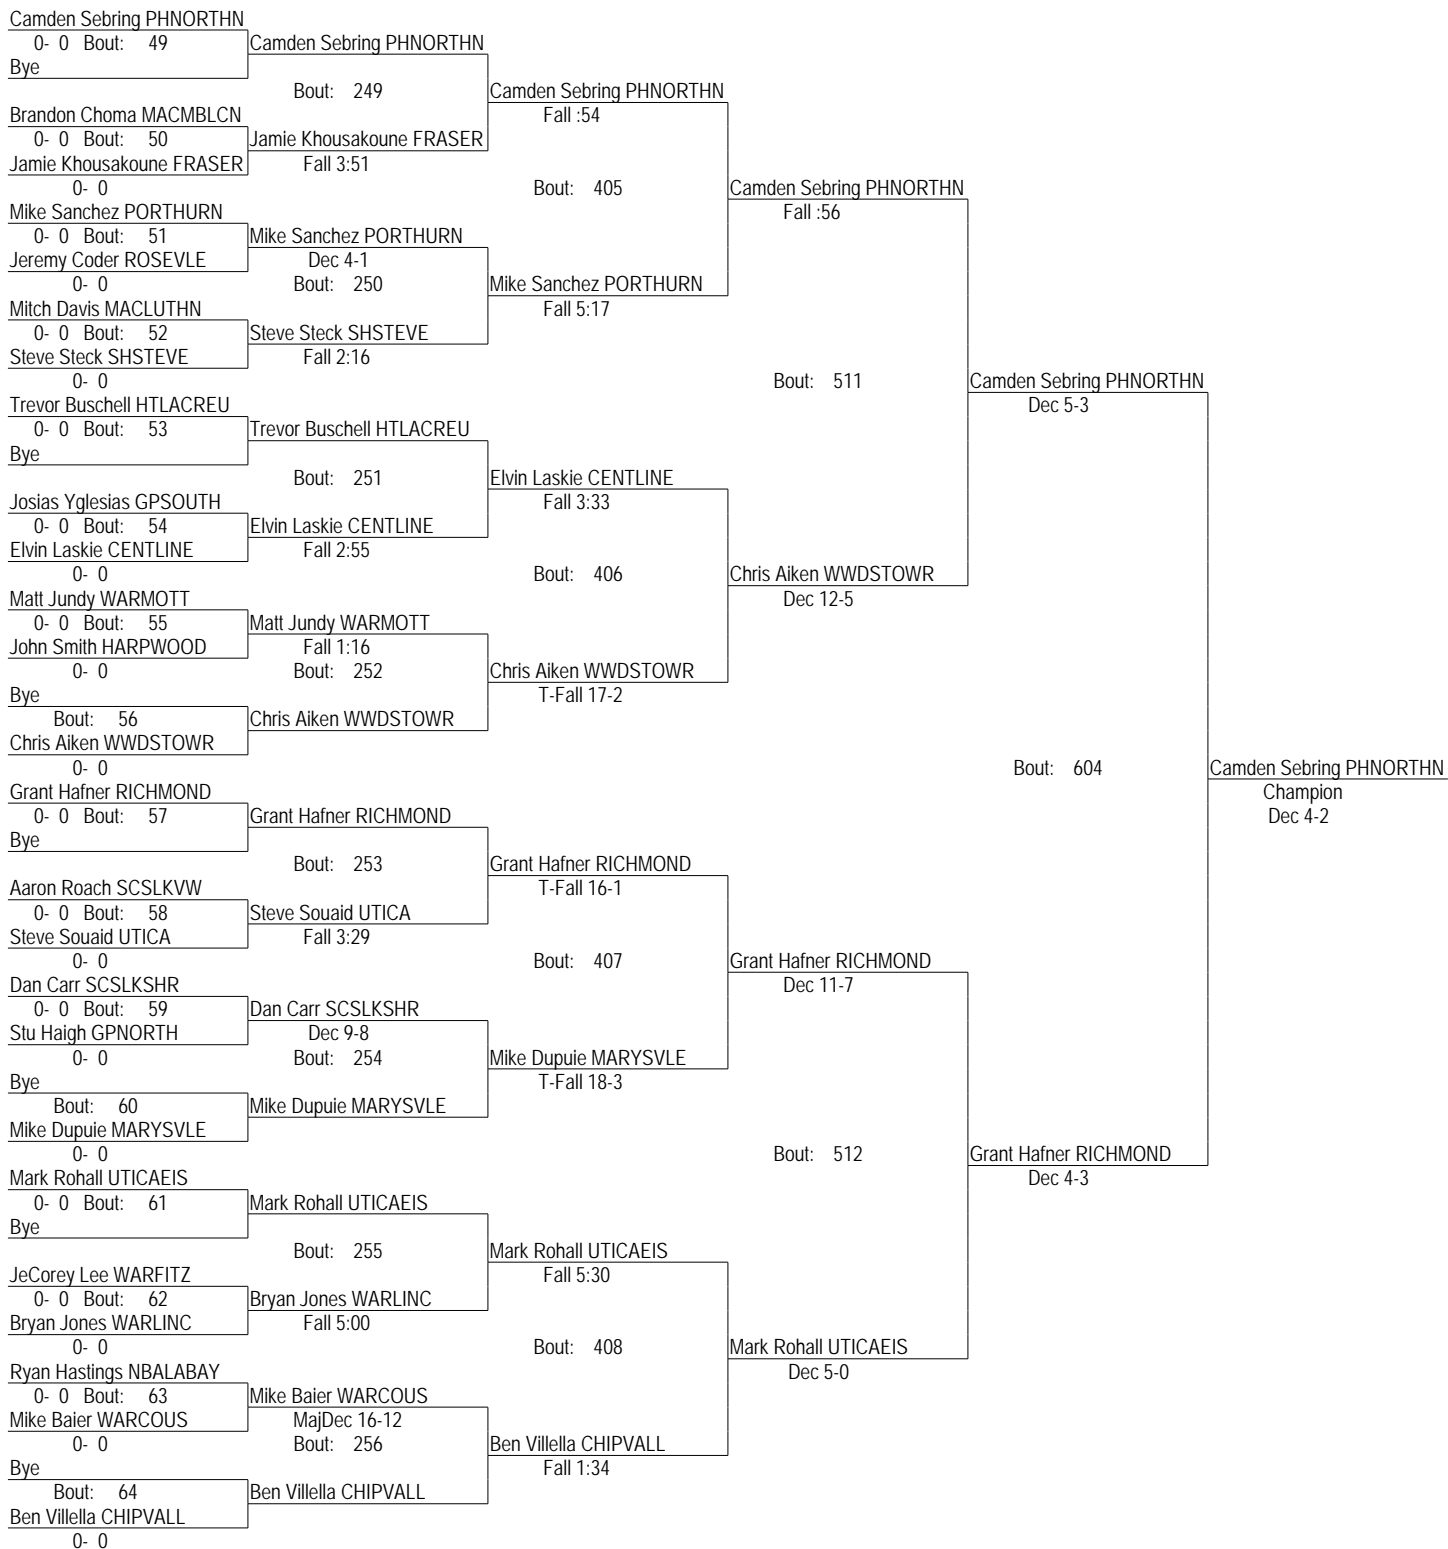 Camden Sebring PHNORTHN
0- 0 Bout: 49
Camden Sebring PHNORTHN
Bye
Bout: 249
Camden Sebring PHNORTHN
Brandon Choma MACMBLCN
Fall :54
0- 0 Bout: 50
Jamie Khousakoune FRASER
Jamie Khousakoune FRASER
Fall 3:51
0- 0
Bout: 405
Camden Sebring PHNORTHN
Mike Sanchez PORTHURN
Fall :56
0- 0 Bout: 51
Mike Sanchez PORTHURN
Jeremy Coder ROSEVLE
Dec 4-1
0- 0
Bout: 250
Mike Sanchez PORTHURN
Mitch Davis MACLUTHN
Fall 5:17
0- 0 Bout: 52
Steve Steck SHSTEVE
Steve Steck SHSTEVE
Fall 2:16
0- 0
Bout: 511
Camden Sebring PHNORTHN
Trevor Buschell HTLACREU
Dec 5-3
0- 0 Bout: 53
Trevor Buschell HTLACREU
Bye
Bout: 251
Elvin Laskie CENTLINE
Josias Yglesias GPSOUTH
Fall 3:33
0- 0 Bout: 54
Elvin Laskie CENTLINE
Elvin Laskie CENTLINE
Fall 2:55
0- 0
Bout: 406
Chris Aiken WWDSTOWR
Matt Jundy WARMOTT
Dec 12-5
0- 0 Bout: 55
Matt Jundy WARMOTT
John Smith HARPWOOD
Fall 1:16
0- 0
Bout: 252
Chris Aiken WWDSTOWR
Bye
T-Fall 17-2
Bout: 56
Chris Aiken WWDSTOWR
Chris Aiken WWDSTOWR
0- 0
Bout: 604
Camden Sebring PHNORTHN
Grant Hafner RICHMOND
Champion
0- 0 Bout: 57
Grant Hafner RICHMOND
Dec 4-2
Bye
Bout: 253
Grant Hafner RICHMOND
Aaron Roach SCSLKVW
T-Fall 16-1
0- 0 Bout: 58
Steve Souaid UTICA
Steve Souaid UTICA
Fall 3:29
0- 0
Bout: 407
Grant Hafner RICHMOND
Dan Carr SCSLKSHR
Dec 11-7
0- 0 Bout: 59
Dan Carr SCSLKSHR
Stu Haigh GPNORTH
Dec 9-8
0- 0
Bout: 254
Mike Dupuie MARYSVLE
Bye
T-Fall 18-3
Bout: 60
Mike Dupuie MARYSVLE
Mike Dupuie MARYSVLE
0- 0
Bout: 512
Grant Hafner RICHMOND
Mark Rohall UTICAEIS
Dec 4-3
0- 0 Bout: 61
Mark Rohall UTICAEIS
Bye
Bout: 255
Mark Rohall UTICAEIS
JeCorey Lee WARFITZ
Fall 5:30
0- 0 Bout: 62
Bryan Jones WARLINC
Bryan Jones WARLINC
Fall 5:00
0- 0
Bout: 408
Mark Rohall UTICAEIS
Ryan Hastings NBALABAY
Dec 5-0
0- 0 Bout: 63
Mike Baier WARCOUS
Mike Baier WARCOUS
MajDec 16-12
0- 0
Bout: 256
Ben Villella CHIPVALL
Bye
Fall 1:34
Bout: 64
Ben Villella CHIPVALL
Ben Villella CHIPVALL
0- 0